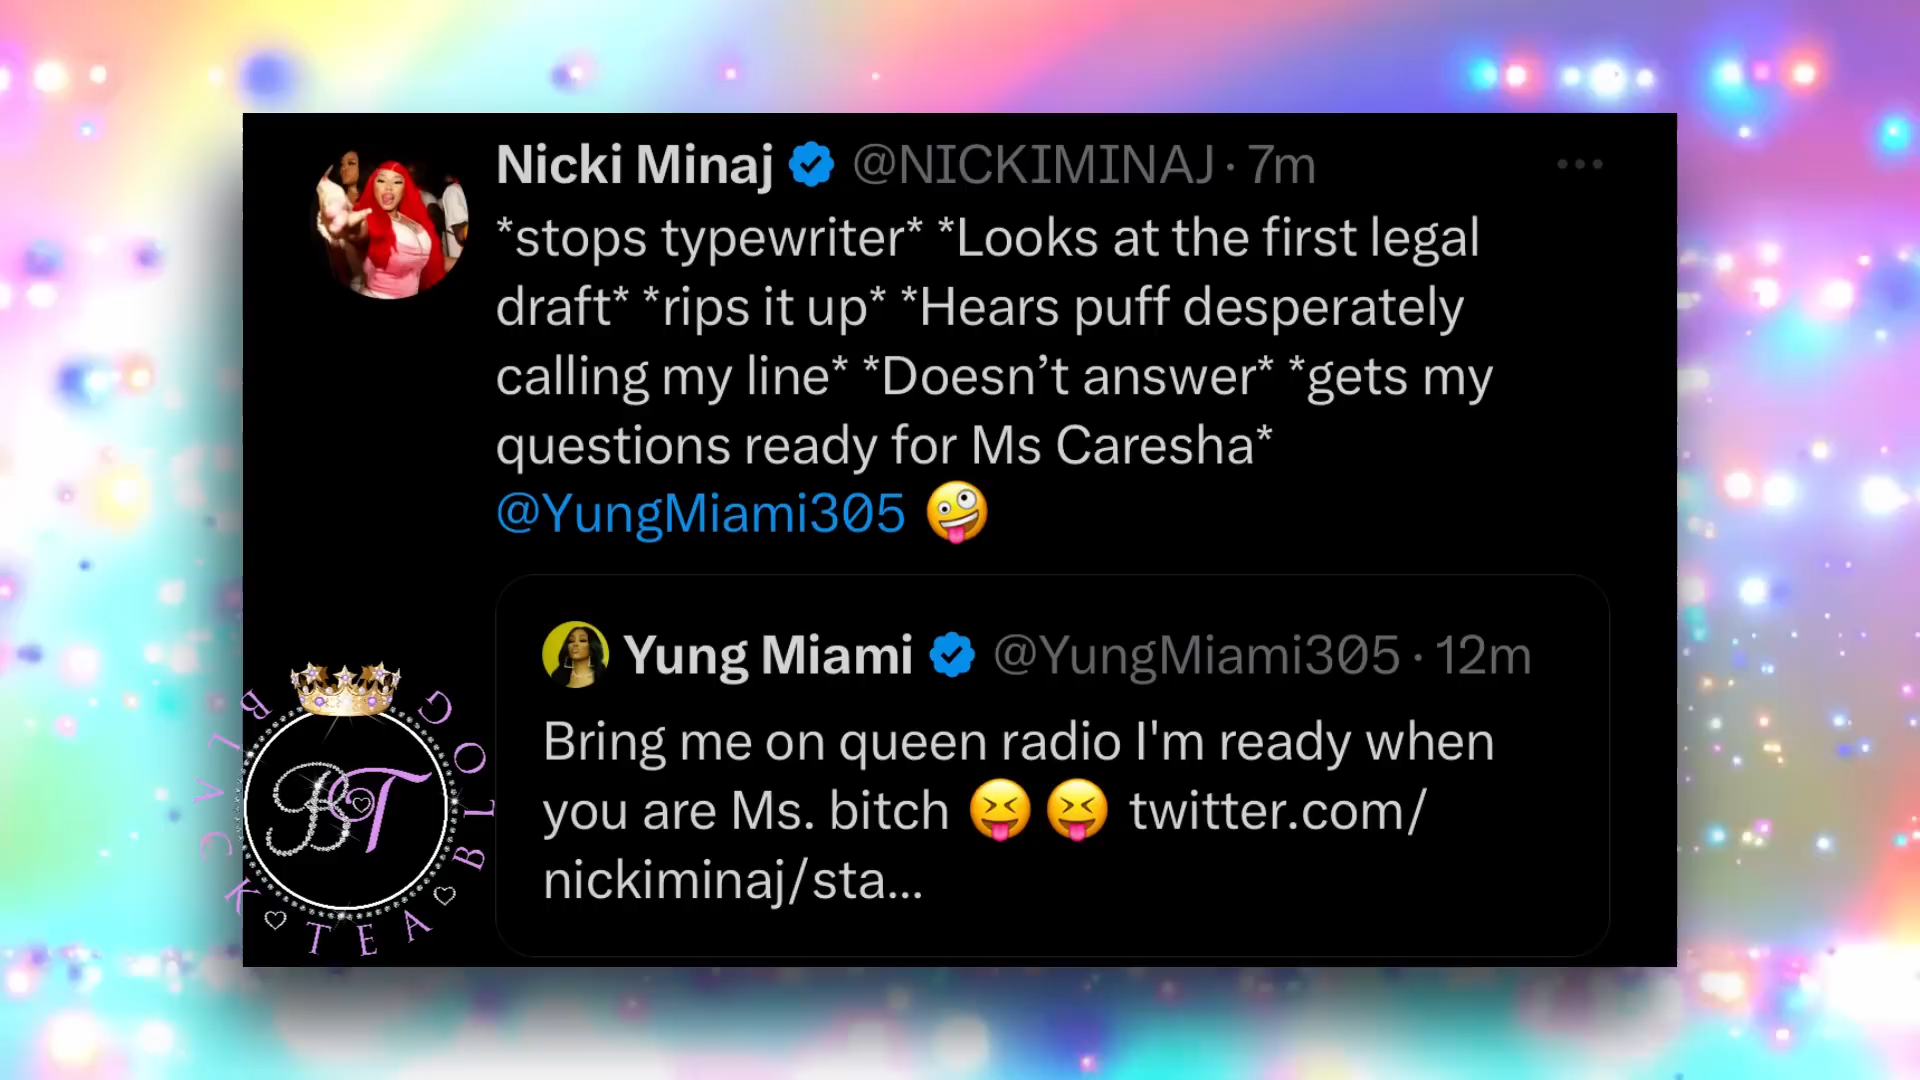 Nicki Minaj @NICKIMINAJ · 7m
*stops typewriter* *Looks at the first legal
draft* *rips it up* *Hears puff desperately
calling my line* *Doesn’t answer* *gets my
questions ready for Ms Caresha*
@YungMiami305 🤪
Yung Miami @YungMiami305 · 12m
Bring me on queen radio I'm ready when
you are Ms. bitch 😝 😝 twitter.com/
nickiminaj/sta...
BT
BLACK TEA BLOG